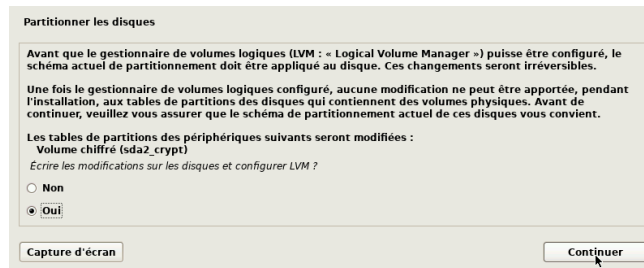 Partitionner les disques
Avant que le gestionnaire de volumes logiques (LVM : « Logical Volume Manager ») puisse être configuré, le
schéma actuel de partitionnement doit être appliqué au disque. Ces changements seront irréversibles.
Une fois le gestionnaire de volumes logiques configuré, aucune modification ne peut être apportée, pendant
l'installation, aux tables de partitions des disques qui contiennent des volumes physiques. Avant de
continuer, veuillez vous assurer que le schéma de partitionnement actuel de ces disques vous convient.
Les tables de partitions des périphériques suivants seront modifiées :
Volume chiffré (sda2_crypt)
Écrire les modifications sur les disques et configurer LVM ?
Non
Oui
Capture d'écran
Continuer